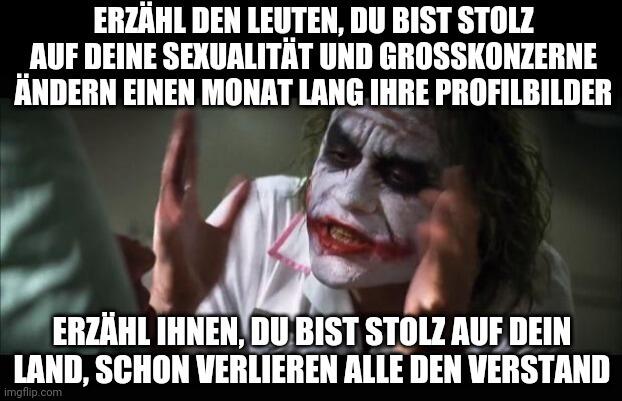 ERZÄHL DEN LEUTEN, DU BIST STOLZ
AUF DEINE SEXUALITÄT UND GROSSKONZERNE
ÄNDERN EINEN MONAT LANG IHRE PROFILBILDER
ERZÄHL IHNEN, DU BIST STOLZ AUF DEIN
LAND, SCHON VERLIEREN ALLE DEN VERSTAND
imgflip.com